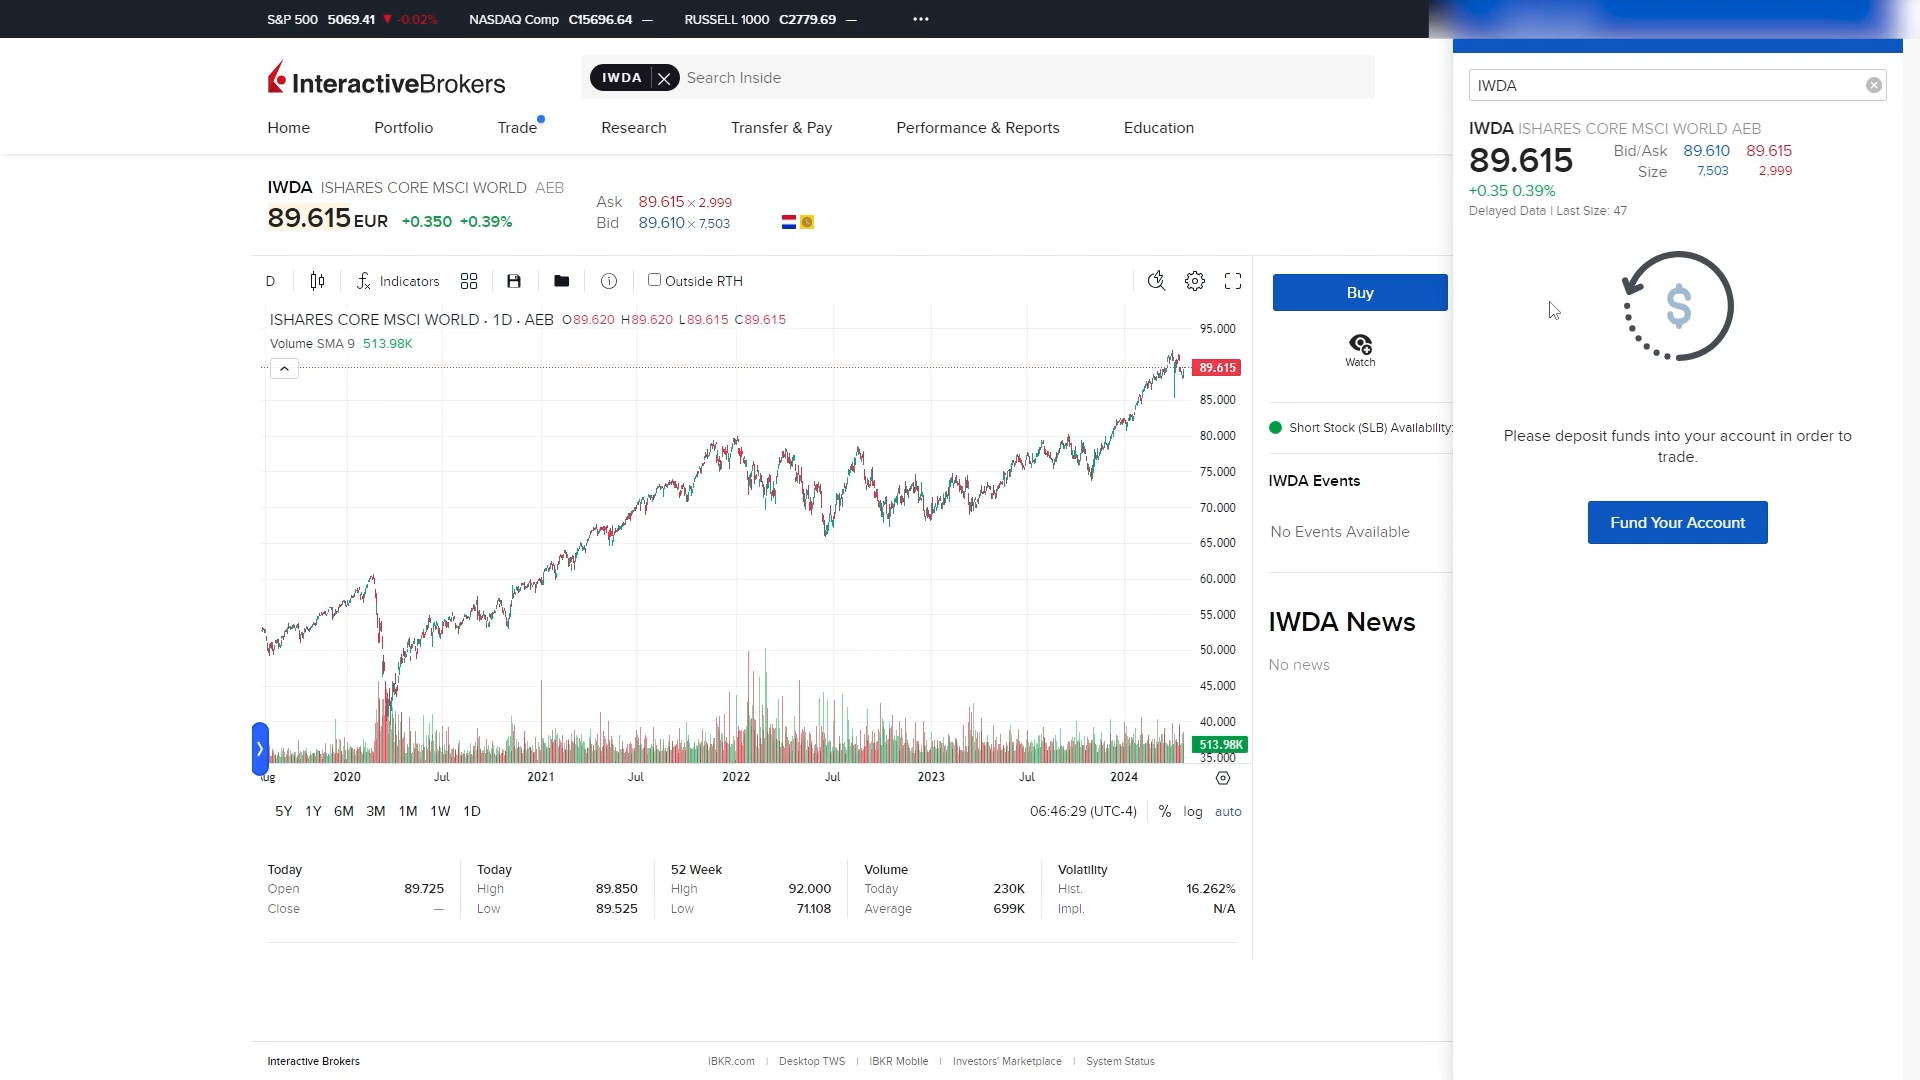 S&P 500 5069.41 ▼ -0.02% NASDAQ Comp C15696.64 — RUSSELL 1000 C2779.69 — •••
InteractiveBrokers
IWDA Search Inside
Home Portfolio Trade Research Transfer & Pay Performance & Reports Education
IWDA ISHARES CORE MSCI WORLD AEB
89.615 EUR +0.350 +0.39%
Ask 89.615 × 2,999
Bid 89.610 × 7,503
D Indicators Outside RTH
ISHARES CORE MSCI WORLD · 1D · AEB O89.620 H89.620 L89.615 C89.615
Volume SMA 9 513.98K
95.000
89.615
85.000
80.000
75.000
70.000
65.000
60.000
55.000
50.000
45.000
40.000
513.98K
35.000
2020 Jul 2021 Jul 2022 Jul 2023 Jul 2024
5Y 1Y 6M 3M 1M 1W 1D
06:46:29 (UTC-4) % log auto
Today
Open 89.725
Close —
Today
High 89.850
Low 89.525
52 Week
High 92.000
Low 71.108
Volume
Today 230K
Average 699K
Volatility
Hist. 16.262%
Impl. N/A
Buy
Watch
Short Stock (SLB) Availability:
IWDA Events
No Events Available
IWDA News
No news
IWDA
IWDA ISHARES CORE MSCI WORLD AEB
89.615
+0.35 0.39%
Bid/Ask 89.610 89.615
Size 7,503 2,999
Delayed Data | Last Size: 47
$
Please deposit funds into your account in order to
trade.
Fund Your Account
Interactive Brokers
IBKR.com | Desktop TWS | IBKR Mobile | Investors' Marketplace | System Status